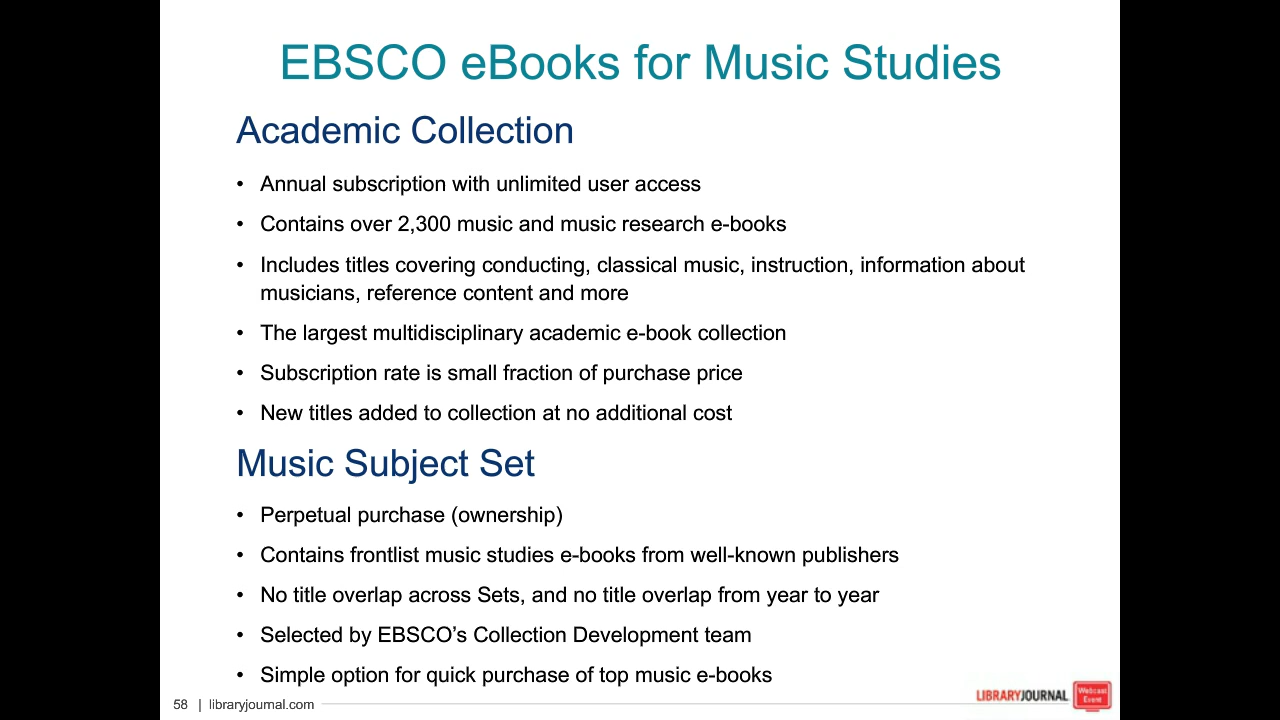 EBSCO eBooks for Music Studies
Academic Collection
• Annual subscription with unlimited user access
• Contains over 2,300 music and music research e-books
• Includes titles covering conducting, classical music, instruction, information about
musicians, reference content and more
• The largest multidisciplinary academic e-book collection
• Subscription rate is small fraction of purchase price
• New titles added to collection at no additional cost
Music Subject Set
• Perpetual purchase (ownership)
• Contains frontlist music studies e-books from well-known publishers
• No title overlap across Sets, and no title overlap from year to year
• Selected by EBSCO’s Collection Development team
• Simple option for quick purchase of top music e-books
58 | libraryjournal.com
LIBRARYJOURNAL
Webcast
Event